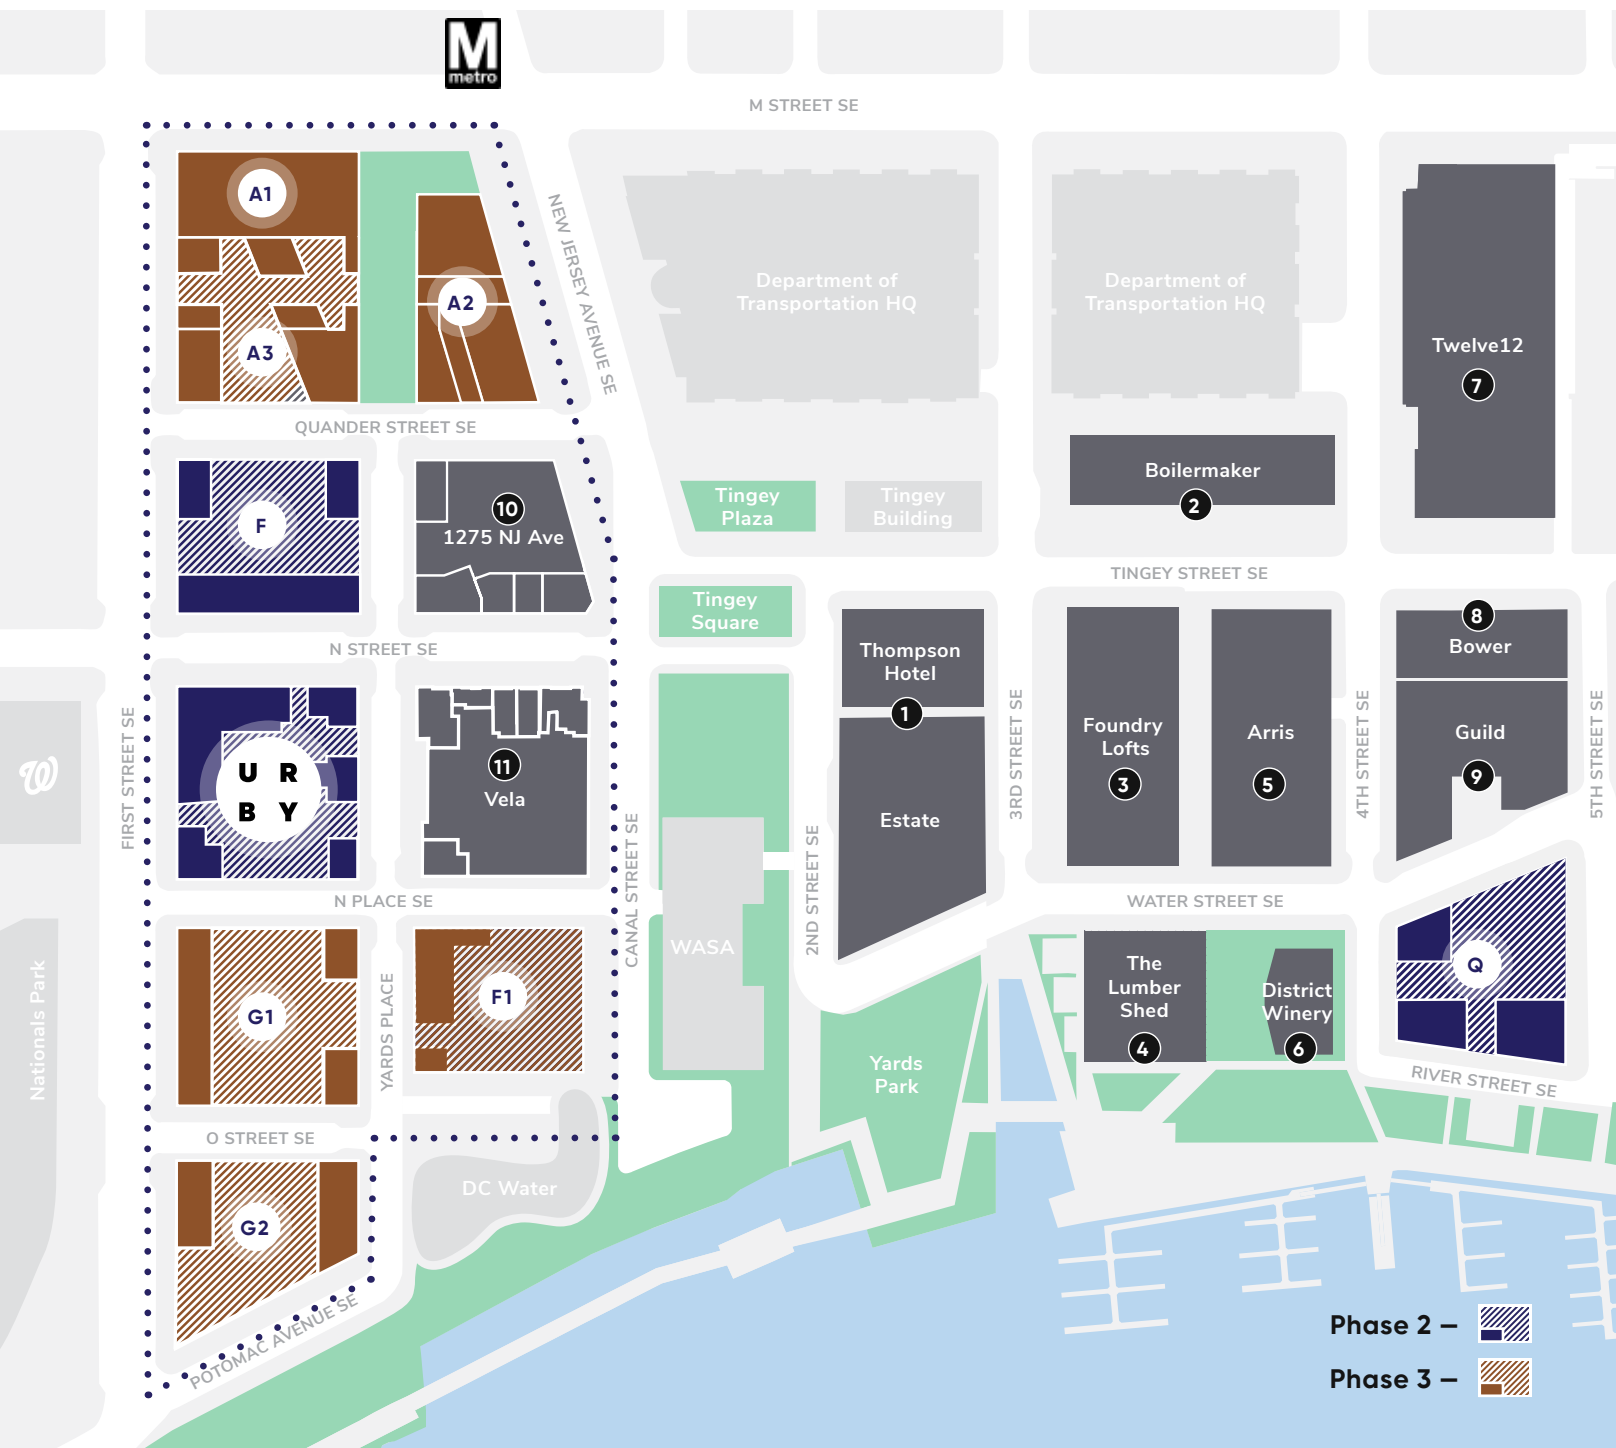 M
metro
M STREET SE
A1
NEW JERSEY AVENUE SE
A2
A3
Department of
Transportation HQ
Department of
Transportation HQ
Twelve12
7
QUANDER STREET SE
Boilermaker
2
Tingey
Plaza
Tingey
Building
F
10
1275 NJ Ave
TINGEY STREET SE
Tingey
Square
N STREET SE
Thompson
Hotel
1
8
Bower
FIRST STREET SE
W
U R
B Y
11
Vela
CANAL STREET SE
2ND STREET SE
Estate
3RD STREET SE
Foundry
Lofts
3
Arris
5
4TH STREET SE
Guild
9
5TH STREET SE
N PLACE SE
WATER STREET SE
Nationals Park
G1
YARDS PLACE
F1
WASA
The
Lumber
Shed
4
District
Winery
6
Q
Yards
Park
RIVER STREET SE
O STREET SE
DC Water
G2
POTOMAC AVENUE SE
Phase 2 –
Phase 3 –